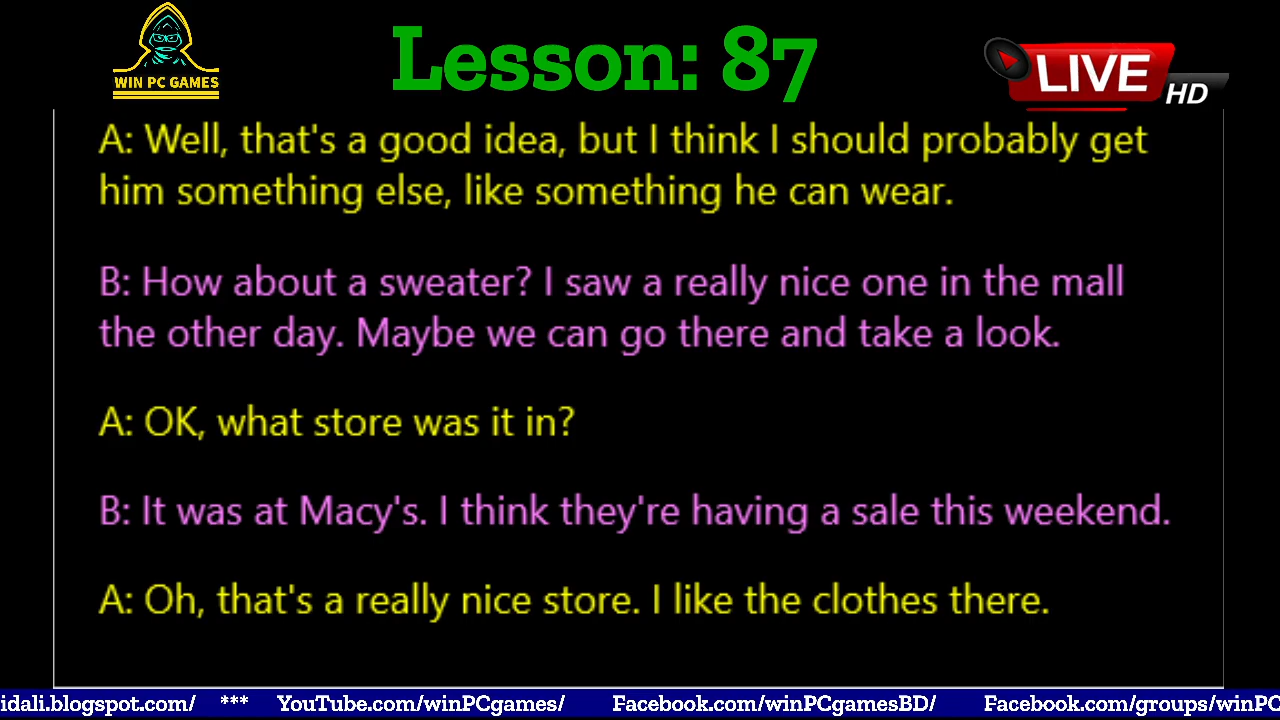 WIN PC GAMES
Lesson: 87
LIVE
HD
A: Well, that's a good idea, but I think I should probably get
him something else, like something he can wear.
B: How about a sweater? I saw a really nice one in the mall
the other day. Maybe we can go there and take a look.
A: OK, what store was it in?
B: It was at Macy's. I think they're having a sale this weekend.
A: Oh, that's a really nice store. I like the clothes there.
idali.blogspot.com/ *** YouTube.com/winPCgames/ Facebook.com/winPCgamesBD/ Facebook.com/groups/winPC